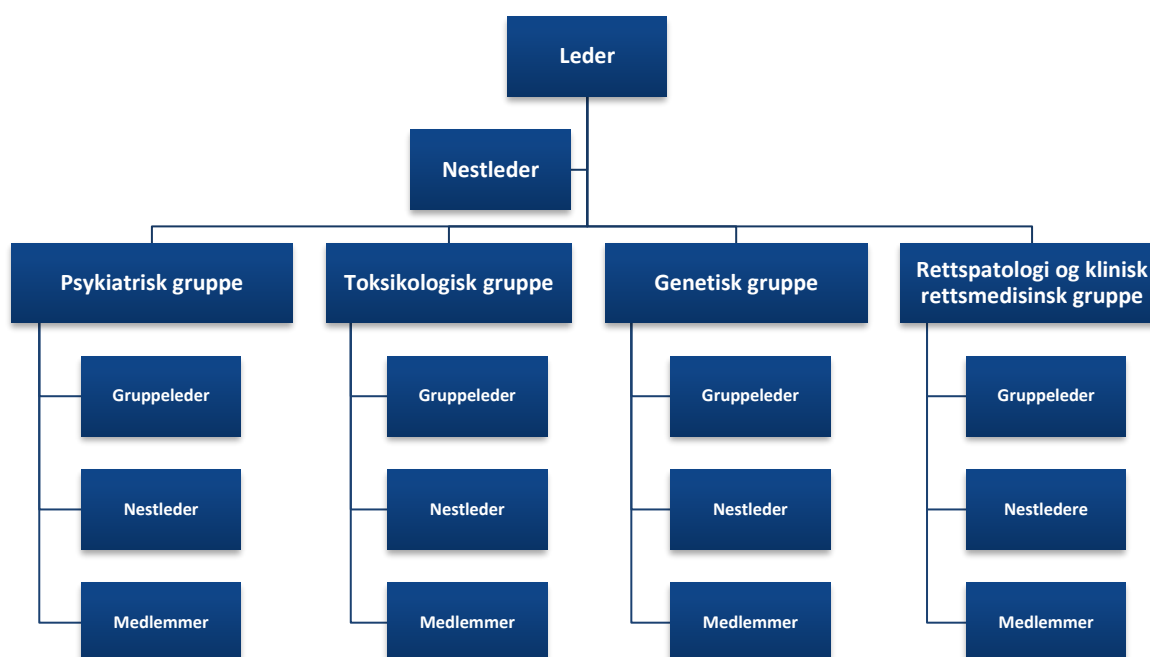 Leder
Nestleder
Psykiatrisk gruppe
Toksikologisk gruppe
Genetisk gruppe
Rettspatologi og klinisk
rettsmedisinsk gruppe
Gruppeleder
Gruppeleder
Gruppeleder
Gruppeleder
Nestleder
Nestleder
Nestleder
Nestledere
Medlemmer
Medlemmer
Medlemmer
Medlemmer